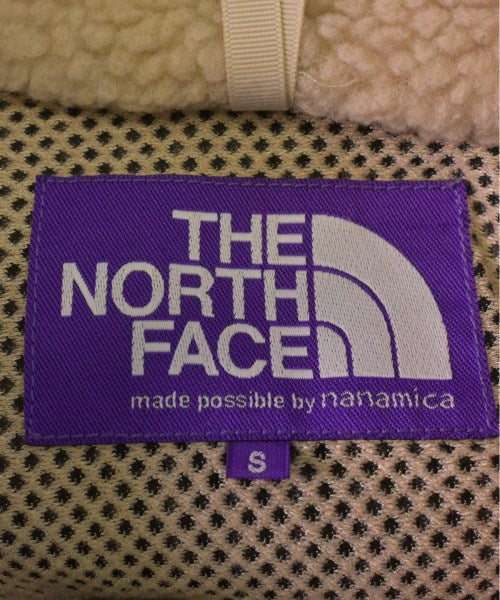 THE
NORTH
FACE
made possible by nanamica
S